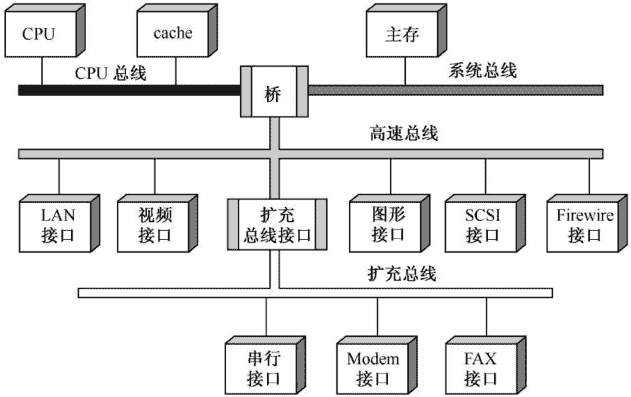 CPU
cache
主存
CPU 总线
系统总线
桥
高速总线
LAN
接口
视频
接口
扩充
总线接口
图形
接口
SCSI
接口
Firewire
接口
扩充总线
串行
接口
Modem
接口
FAX
接口